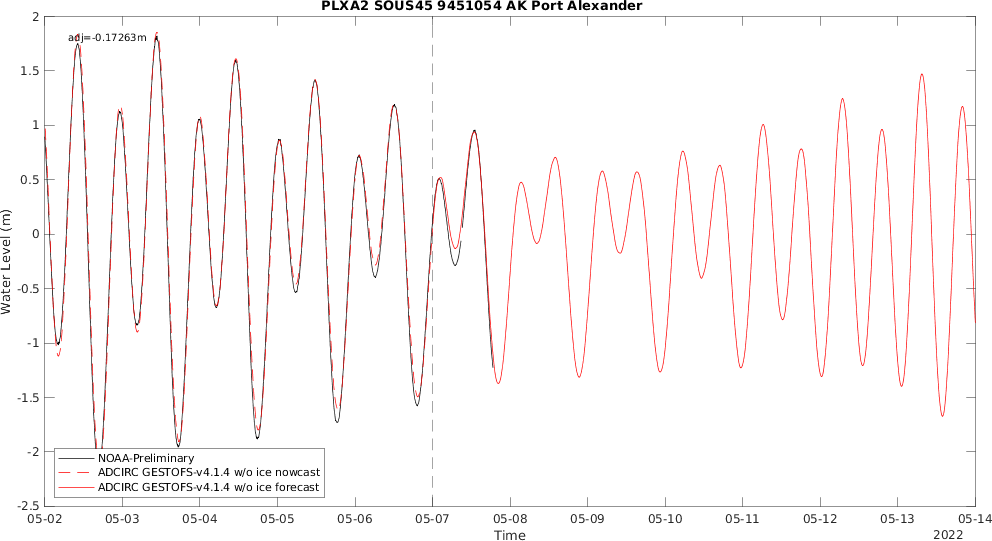 PLXA2 SOUS45 9451054 AK Port Alexander
adj=-0.17263m
2
1.5
1
0.5
0
-0.5
-1
-1.5
-2
-2.5
Water Level (m)
NOAA-Preliminary
ADCIRC GESTOFS-v4.1.4 w/o ice nowcast
ADCIRC GESTOFS-v4.1.4 w/o ice forecast
05-02 05-03 05-04 05-05 05-06 05-07 05-08 05-09 05-10 05-11 05-12 05-13 05-14
Time
2022